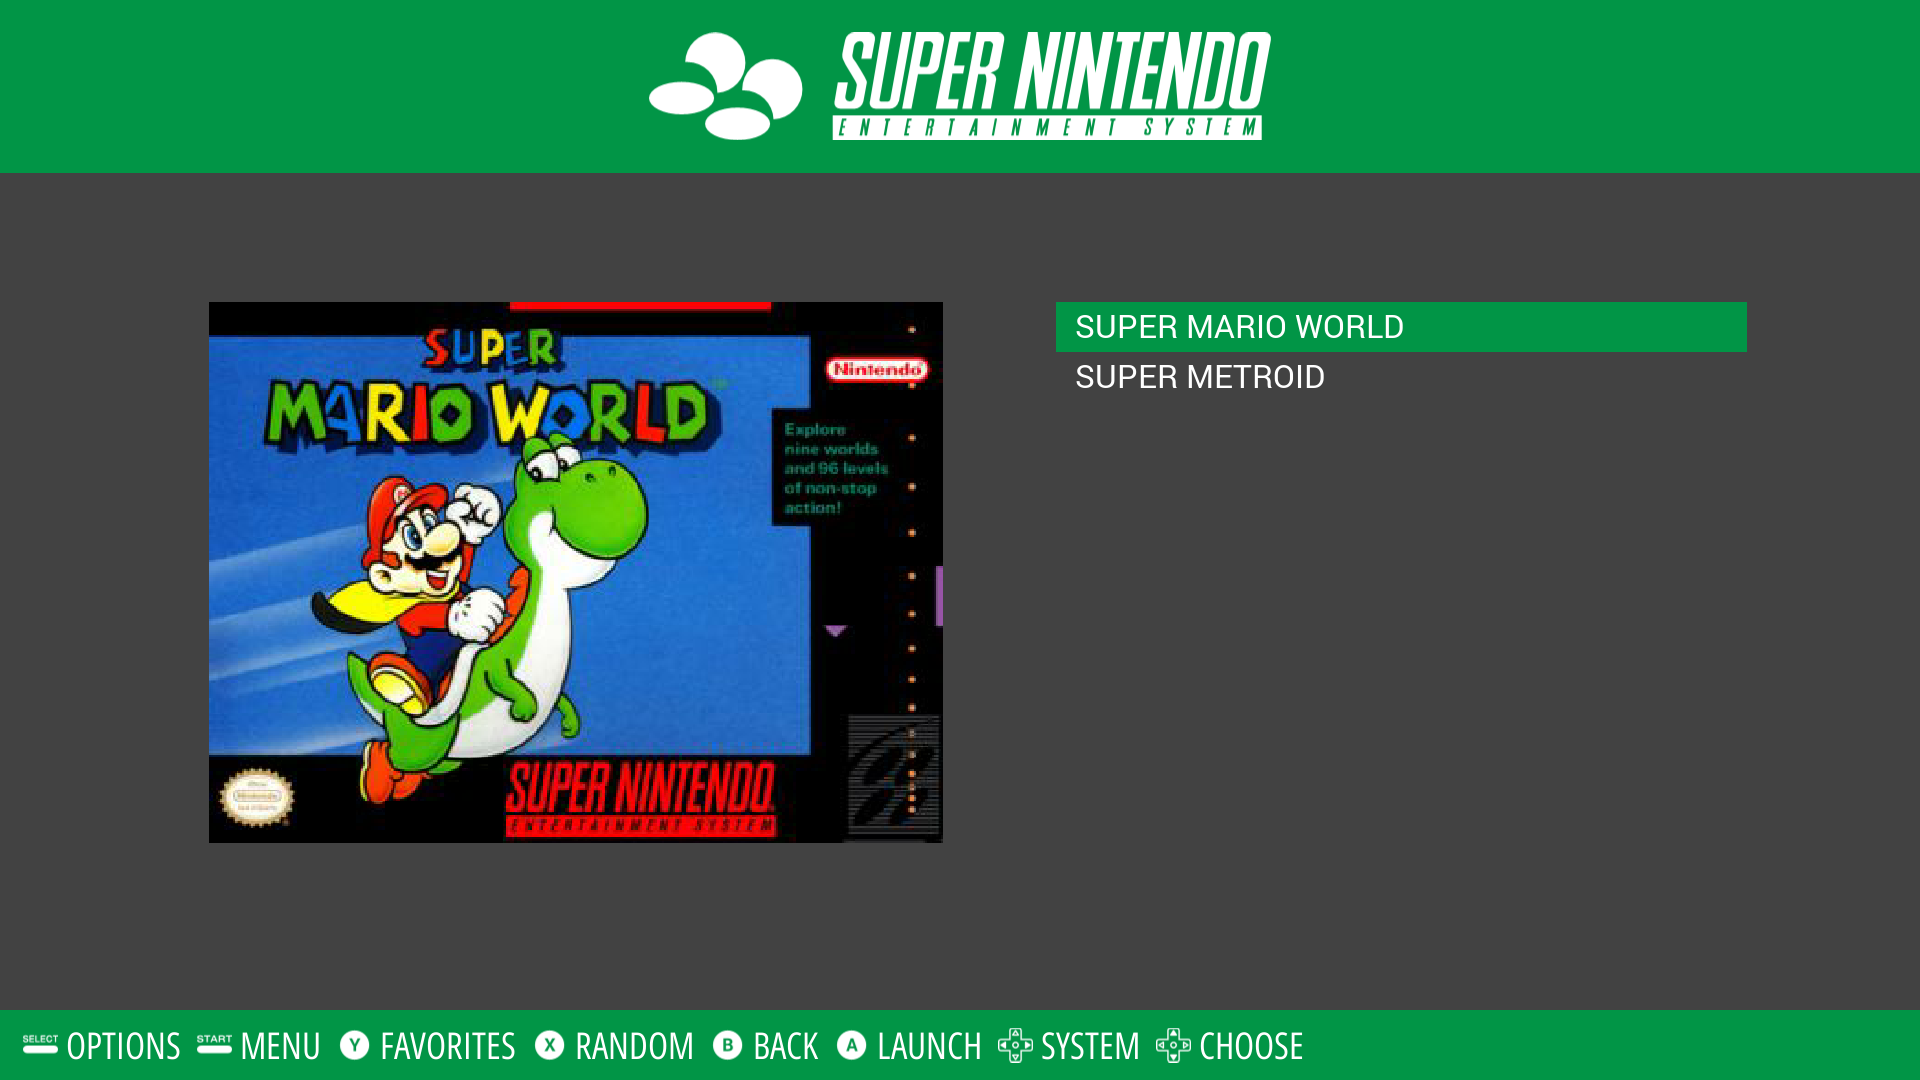 SUPER NINTENDO
ENTERTAINMENT SYSTEM
SUPER
MARIO WORLD
Nintendo
Explore
nine worlds
and 96 levels
of non-stop
action!
SUPER NINTENDO
ENTERTAINMENT SYSTEM
SUPER MARIO WORLD
SUPER METROID
SELECT OPTIONS START MENU Y FAVORITES X RANDOM B BACK A LAUNCH SYSTEM CHOOSE